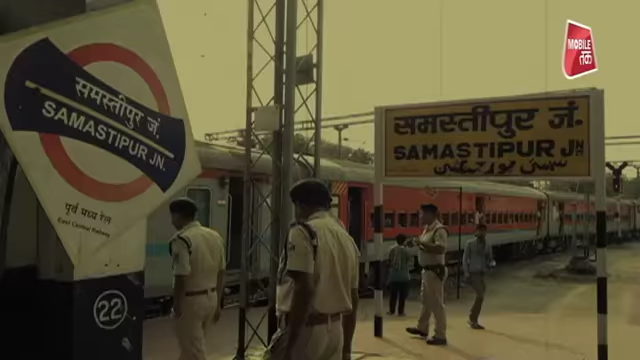 समस्तीपुर जं.
SAMASTIPUR JN.
पूर्व मध्य रेल
East Central Railway
22
समस्तीपुर जं.
SAMASTIPUR JN
MOBILE
तक